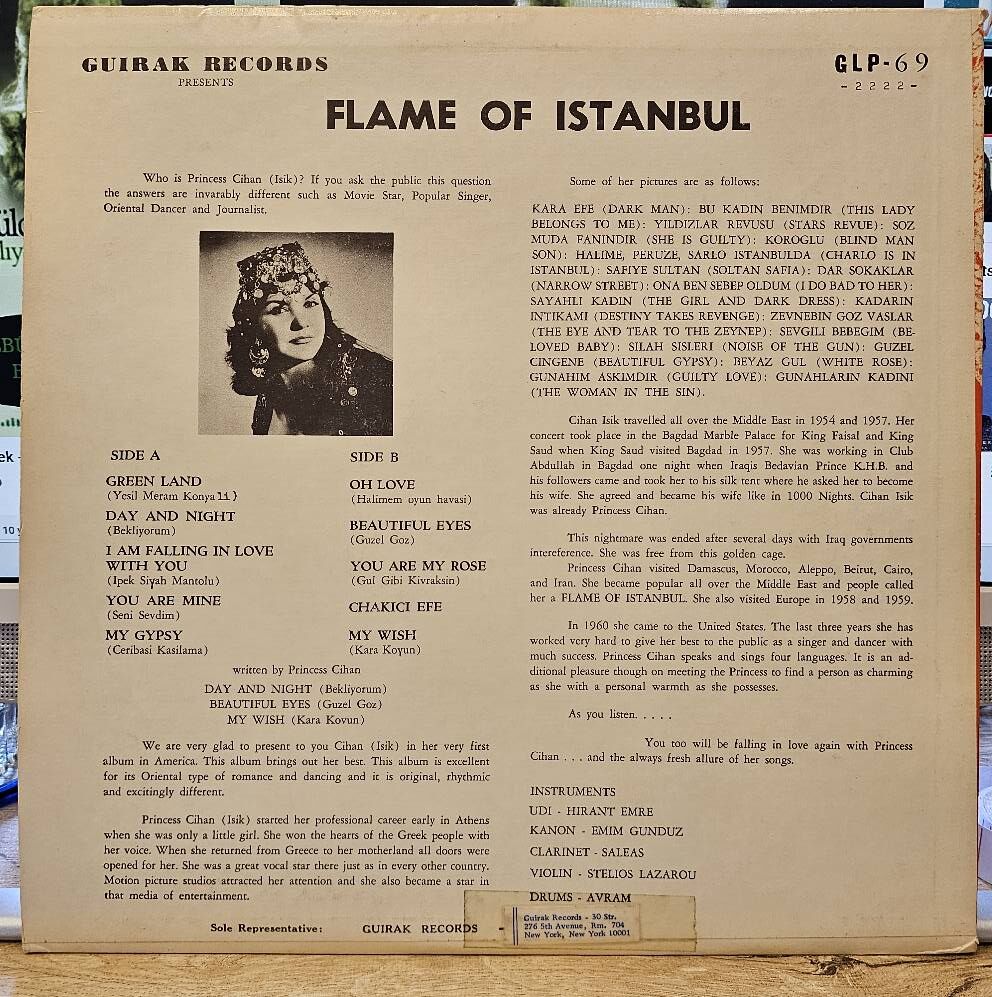 GUIRAK RECORDS
PRESENTS
GLP-69
-2222-
FLAME OF ISTANBUL
Who is Princess Cihan (Isik)? If you ask the public this question
the answers are invarably different such as Movie Star, Popular Singer,
Oriental Dancer and Journalist.
SIDE A
GREEN LAND
(Yesil Meram Konyali)
DAY AND NIGHT
(Bekliyorum)
I AM FALLING IN LOVE
WITH YOU
(Ipek Siyah Mantolu)
YOU ARE MINE
(Seni Sevdim)
MY GYPSY
(Ceribasi Kasilama)
SIDE B
OH LOVE
(Halimem oyun havasi)
BEAUTIFUL EYES
(Guzel Goz)
YOU ARE MY ROSE
(Gul Gibi Kivraksin)
CHAKICI EFE
MY WISH
(Kara Koyun)
written by Princess Cihan
DAY AND NIGHT (Bekliyorum)
BEAUTIFUL EYES (Guzel Goz)
MY WISH (Kara Kovun)
We are very glad to present to you Cihan (Isik) in her very first
album in America. This album brings out her best. This album is excellent
for its Oriental type of romance and dancing and it is original, rhythmic
and excitingly different.
Princess Cihan (Isik) started her professional career early in Athens
when she was only a little girl. She won the hearts of the Greek people with
her voice. When she returned from Greece to her motherland all doors were
opened for her. She was a great vocal star there just as in every other country.
Motion picture studios attracted her attention and she also became a star in
that media of entertainment.
Some of her pictures are as follows:
KARA EFE (DARK MAN): BU KADIN BENIMDIR (THIS LADY
BELONGS TO ME): YILDIZLAR REVUSU (STARS REVUE): SOZ
MUDA FANINDIR (SHE IS GUILTY): KOROGLU (BLIND MAN
SON): HALIME, PERUZE, SARLO ISTANBULDA (CHARLO IS IN
ISTANBUL): SAFIYE SULTAN (SOLTAN SAFIA): DAR SOKAKLAR
(NARROW STREET): ONA BEN SEBEP OLDUM (I DO BAD TO HER):
SAYAHLI KADIN (THE GIRL AND DARK DRESS): KADARIN
INTIKAMI (DESTINY TAKES REVENGE): ZEVNEBIN GOZ VASLAR
(THE EYE AND TEAR TO THE ZEYNEP): SEVGILI BEBEGIM (BE-
LOVED BABY): SILAH SISLERI (NOISE OF THE GUN): GUZEL
CINGENE (BEAUTIFUL GYPSY): BEYAZ GUL (WHITE ROSE):
GUNAHIM ASKIMDIR (GUILTY LOVE): GUNAHLARIN KADINI
(THE WOMAN IN THE SIN).
Cihan Isik travelled all over the Middle East in 1954 and 1957. Her
concert took place in the Bagdad Marble Palace for King Faisal and King
Saud when King Saud visited Bagdad in 1957. She was working in Club
Abdullah in Bagdad one night when Iraqis Bedavian Prince K.H.B. and
his followers came and took her to his silk tent where he asked her to become
his wife. She agreed and became his wife like in 1000 Nights. Cihan Isik
was already Princess Cihan.
This nightmare was ended after several days with Iraq governments
intereference. She was free from this golden cage.
Princess Cihan visited Damascus, Morocco, Aleppo, Beirut, Cairo,
and Iran. She became popular all over the Middle East and people called
her a FLAME OF ISTANBUL. She also visited Europe in 1958 and 1959.
In 1960 she came to the United States. The last three years she has
worked very hard to give her best to the public as a singer and dancer with
much success. Princess Cihan speaks and sings four languages. It is an ad-
ditional pleasure though on meeting the Princess to find a person as charming
as she with a personal warmth as she possesses.
As you listen. . . . .
You too will be falling in love again with Princess
Cihan . . . and the always fresh allure of her songs.
INSTRUMENTS
UDI - HIRANT EMRE
KANON - EMIM GUNDUZ
CLARINET - SALEAS
VIOLIN - STELIOS LAZAROU
DRUMS - AVRAM
Sole Representative: GUIRAK RECORDS -
Guirak Records - 30 Str.
276 5th Avenue, Rm. 704
New York, New York 10001